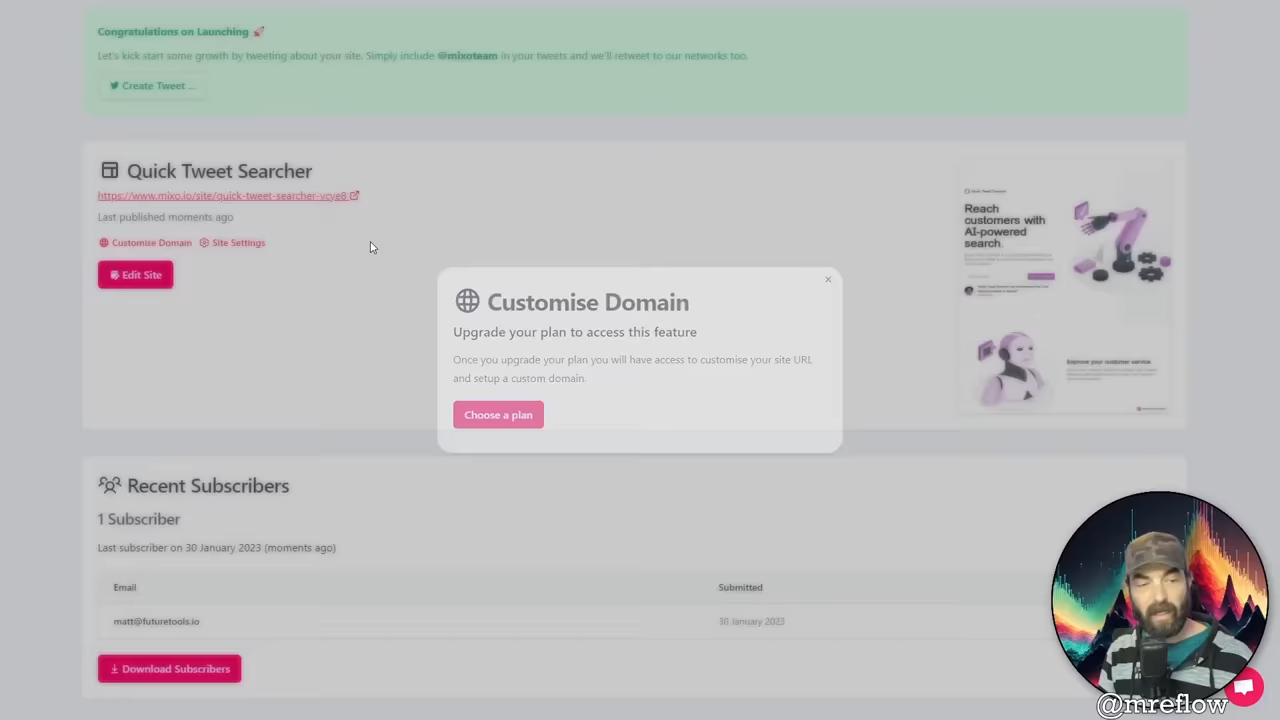 Congratulations on Launching 🚀
Let's kick start some growth by tweeting about your site. Simply include @mixoteam in your tweets and we'll retweet to our networks too.
Create Tweet ...
Quick Tweet Searcher
https://www.mixo.io/site/quick-tweet-searcher-vcye8
Last published moments ago
Customise Domain Site Settings
Edit Site
Reach
customers with
AI-powered
search.
Improve your customer service.
×
Customise Domain
Upgrade your plan to access this feature
Once you upgrade your plan you will have access to customise your site URL
and setup a custom domain.
Choose a plan
Recent Subscribers
1 Subscriber
Last subscriber on 30 January 2023 (moments ago)
Email Submitted
matt@futuretools.io 30 January 2023
Download Subscribers
@mreflow